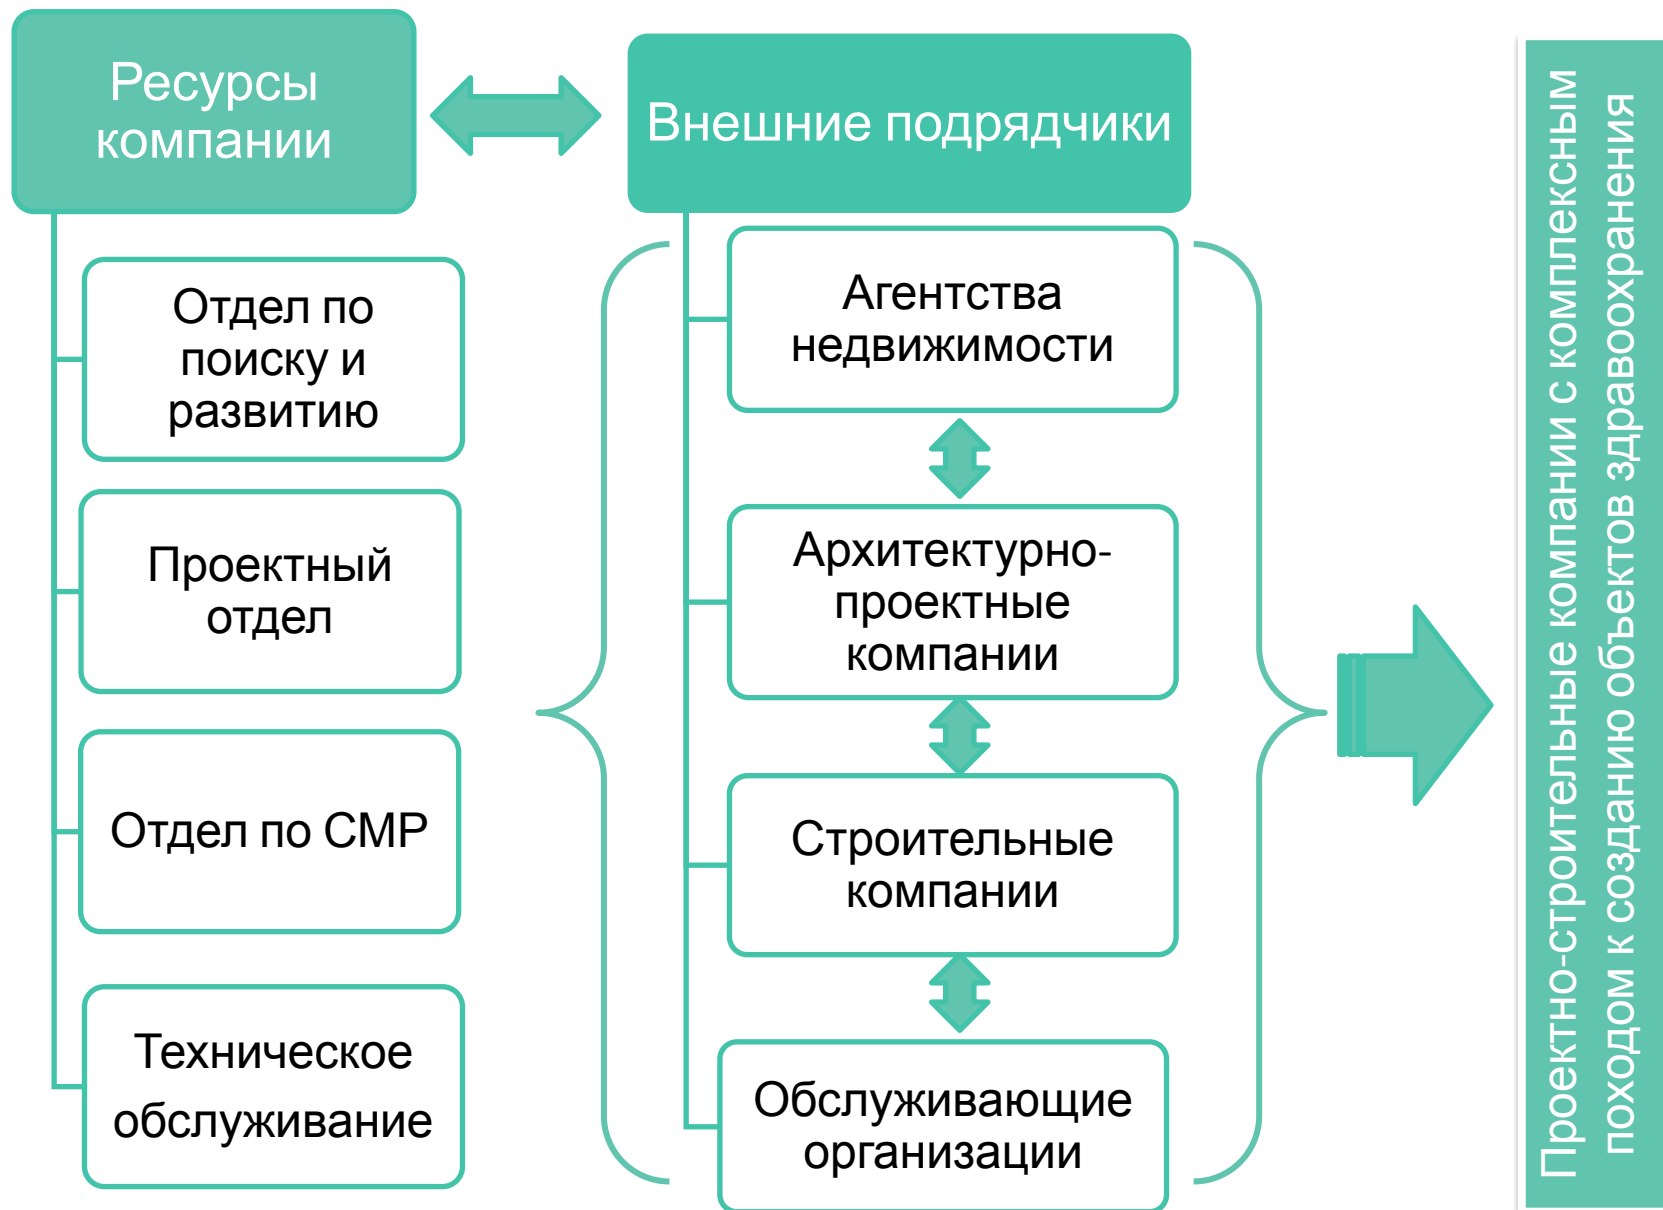 Ресурсы
компании
Отдел по
поиску и
развитию
Проектный
отдел
Отдел по СМР
Техническое
обслуживание
Внешние подрядчики
Агентства
недвижимости
Архитектурно-
проектные
компании
Строительные
компании
Обслуживающие
организации
Проектно-строительные компании с комплексным
походом к созданию объектов здравоохранения